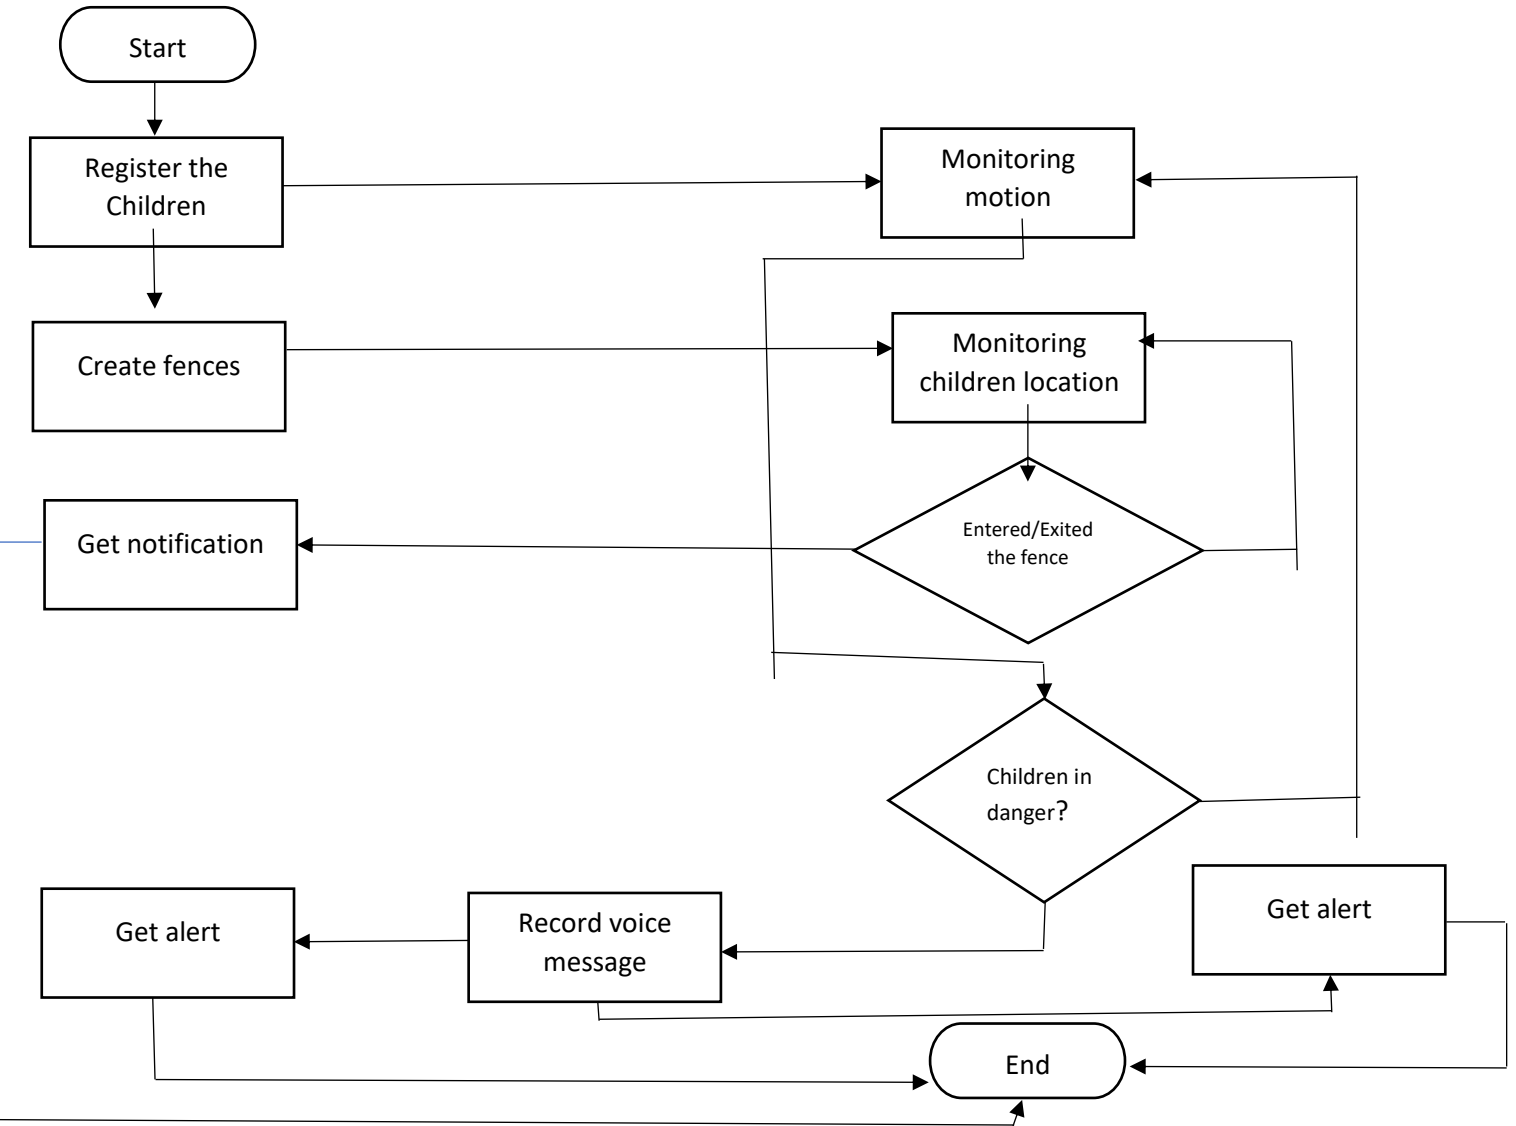 Start
Register the
Children
Monitoring
motion
Create fences
Monitoring
children location
Get notification
Entered/Exited
the fence
Children in
danger?
Get alert
Record voice
message
Get alert
End